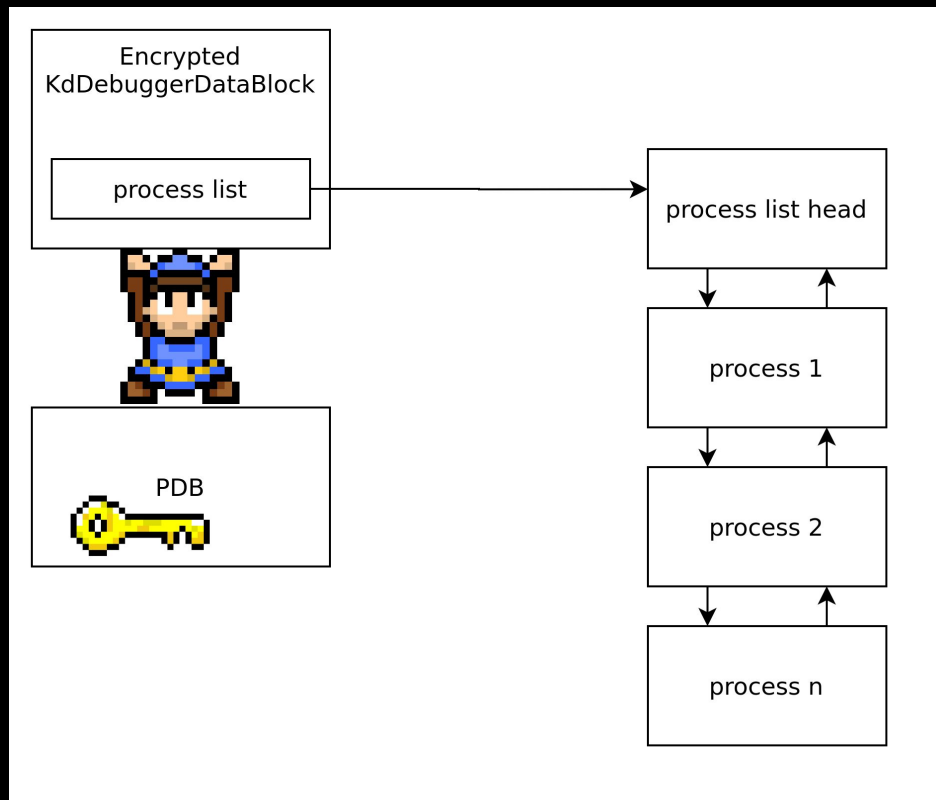 Encrypted
KdDebuggerDataBlock
process list
PDB
process list head
process 1
process 2
process n